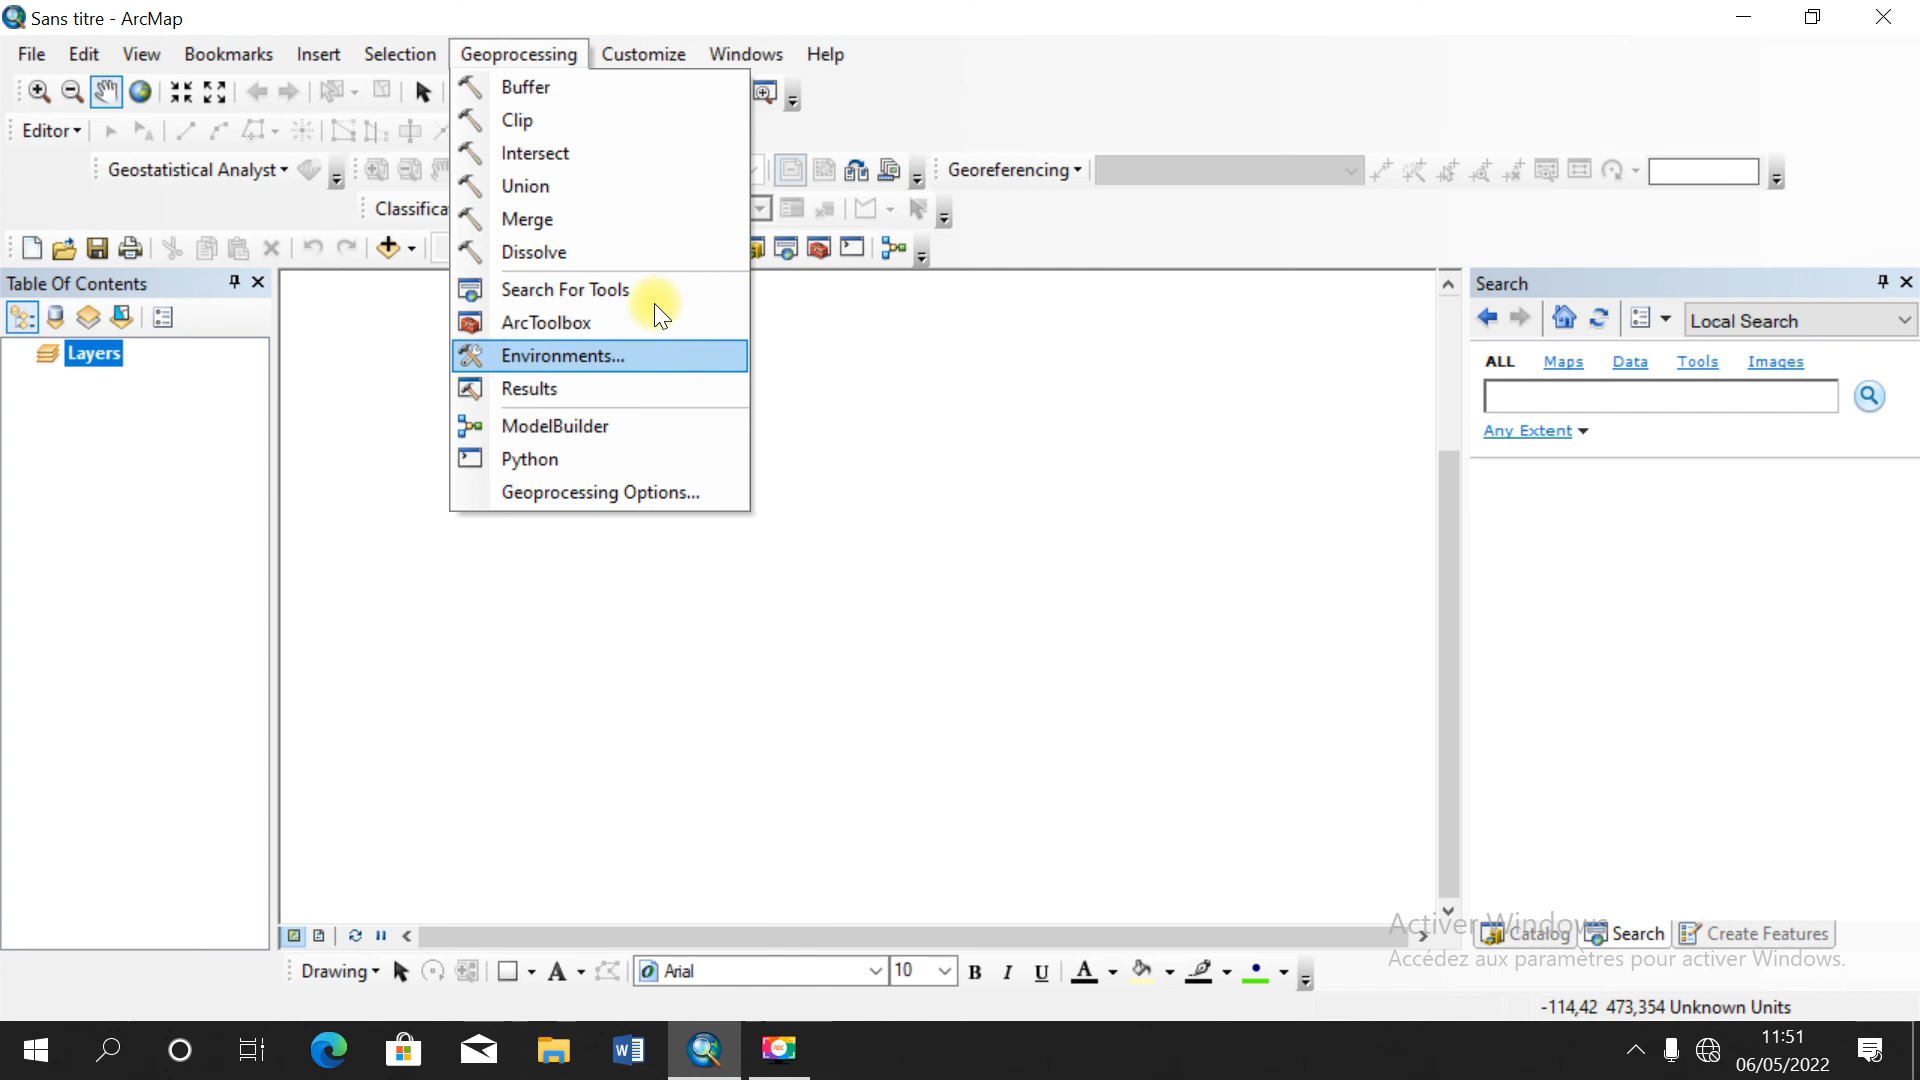 Sans titre - ArcMap
File Edit View Bookmarks Insert Selection Geoprocessing Customize Windows Help
Buffer
Clip
Intersect
Union
Merge
Dissolve
Search For Tools
ArcToolbox
Environments...
Results
ModelBuilder
Python
Geoprocessing Options...
Editor
Geostatistical Analyst
Georeferencing
Classifica
Table Of Contents
Layers
Search
Local Search
ALL Maps Data Tools Images
Any Extent
Activer Windows
Accédez aux paramètres pour activer Windows.
Catalog Search Create Features
Drawing A Arial 10 B I U A
-114,42 473,354 Unknown Units
REC
11:51
06/05/2022